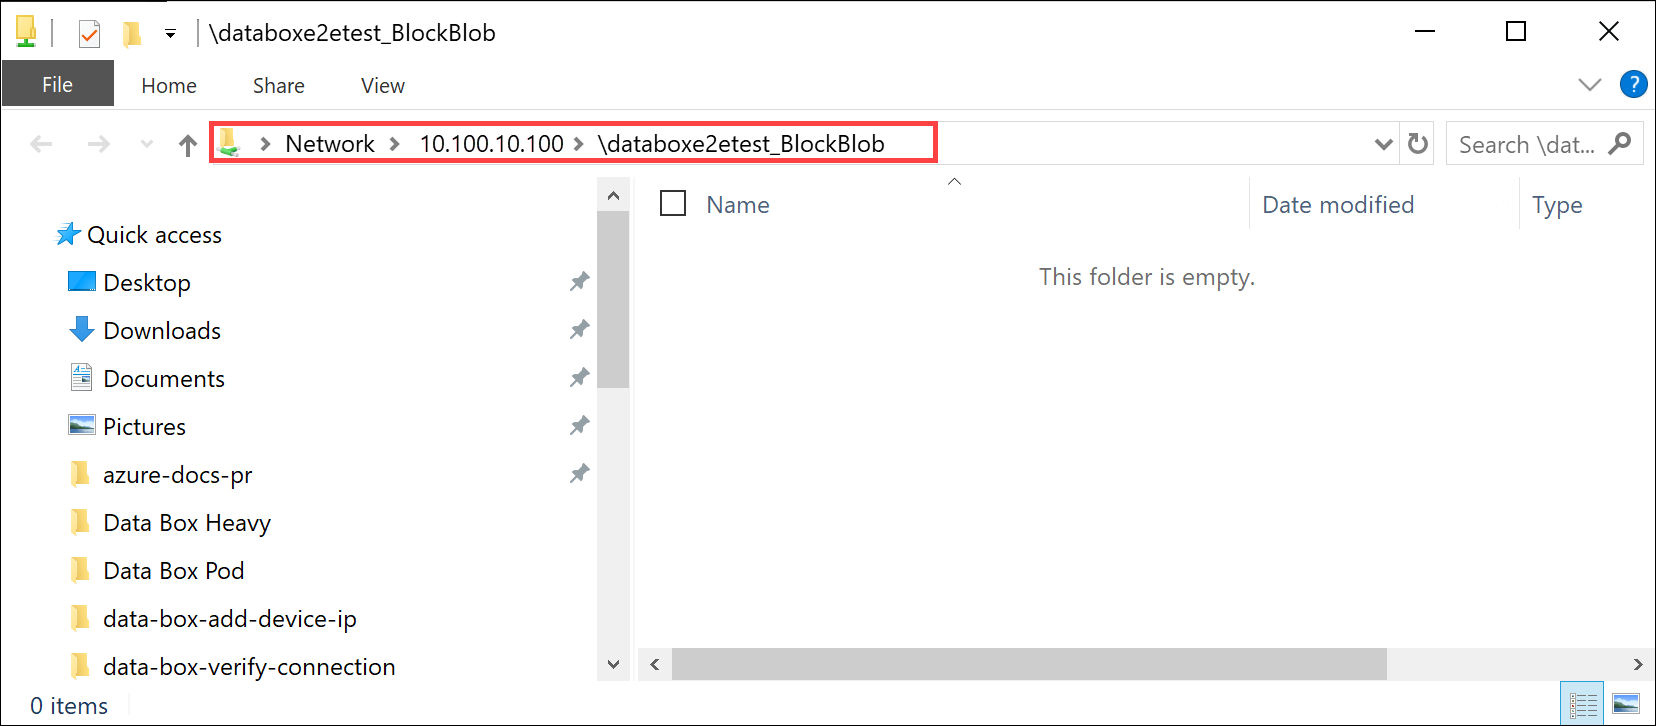 \databoxe2etest_BlockBlob
File Home Share View
Network 10.100.10.100 \databoxe2etest_BlockBlob
Search \dat...
Name Date modified Type
This folder is empty.
Quick access
Desktop
Downloads
Documents
Pictures
azure-docs-pr
Data Box Heavy
Data Box Pod
data-box-add-device-ip
data-box-verify-connection
0 items